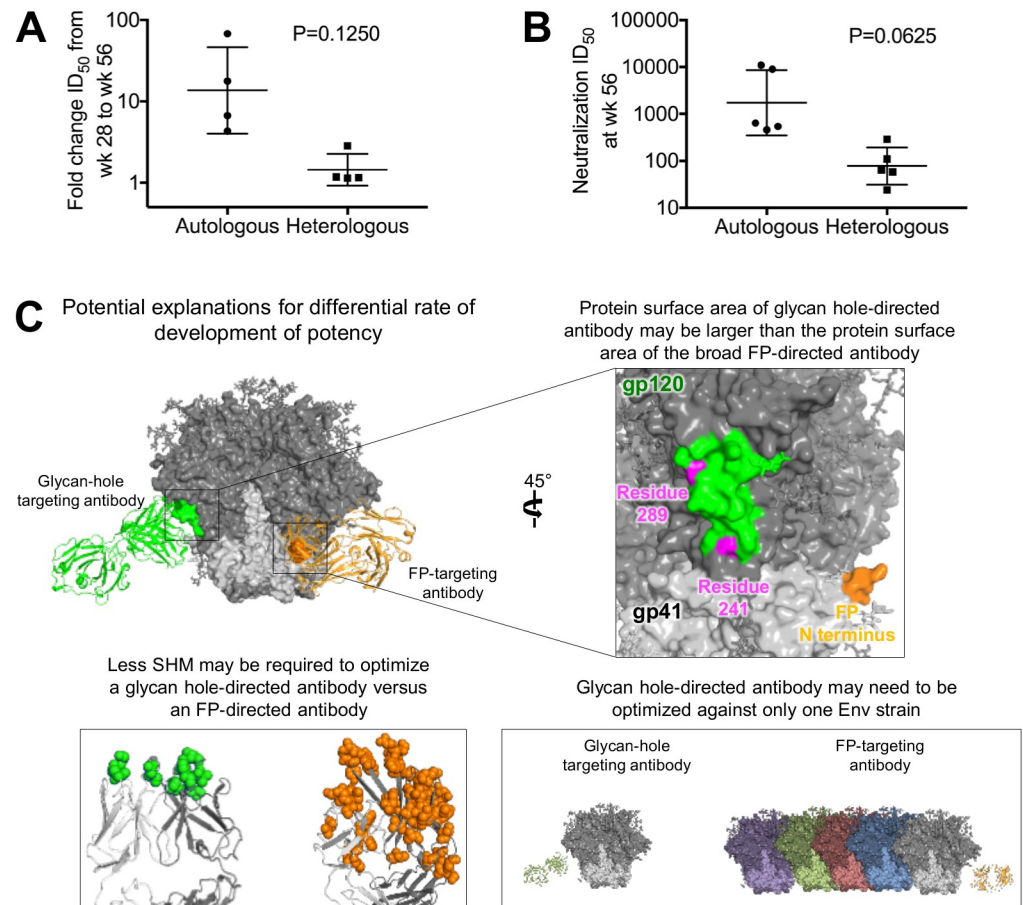 A
Fold change ID50 from
wk 28 to wk 56
100
10
1
P=0.1250
Autologous Heterologous
B
Neutralization ID50
at wk 56
100000
10000
1000
100
10
P=0.0625
Autologous Heterologous
C
Potential explanations for differential rate of
development of potency
Glycan-hole
targeting antibody
FP-targeting
antibody
45°
Protein surface area of glycan hole-directed
antibody may be larger than the protein surface
area of the broad FP-directed antibody
gp120
Residue
289
Residue
241
gp41
FP
N terminus
Less SHM may be required to optimize
a glycan hole-directed antibody versus
an FP-directed antibody
Glycan hole-directed antibody may need to be
optimized against only one Env strain
Glycan-hole
targeting antibody
FP-targeting
antibody